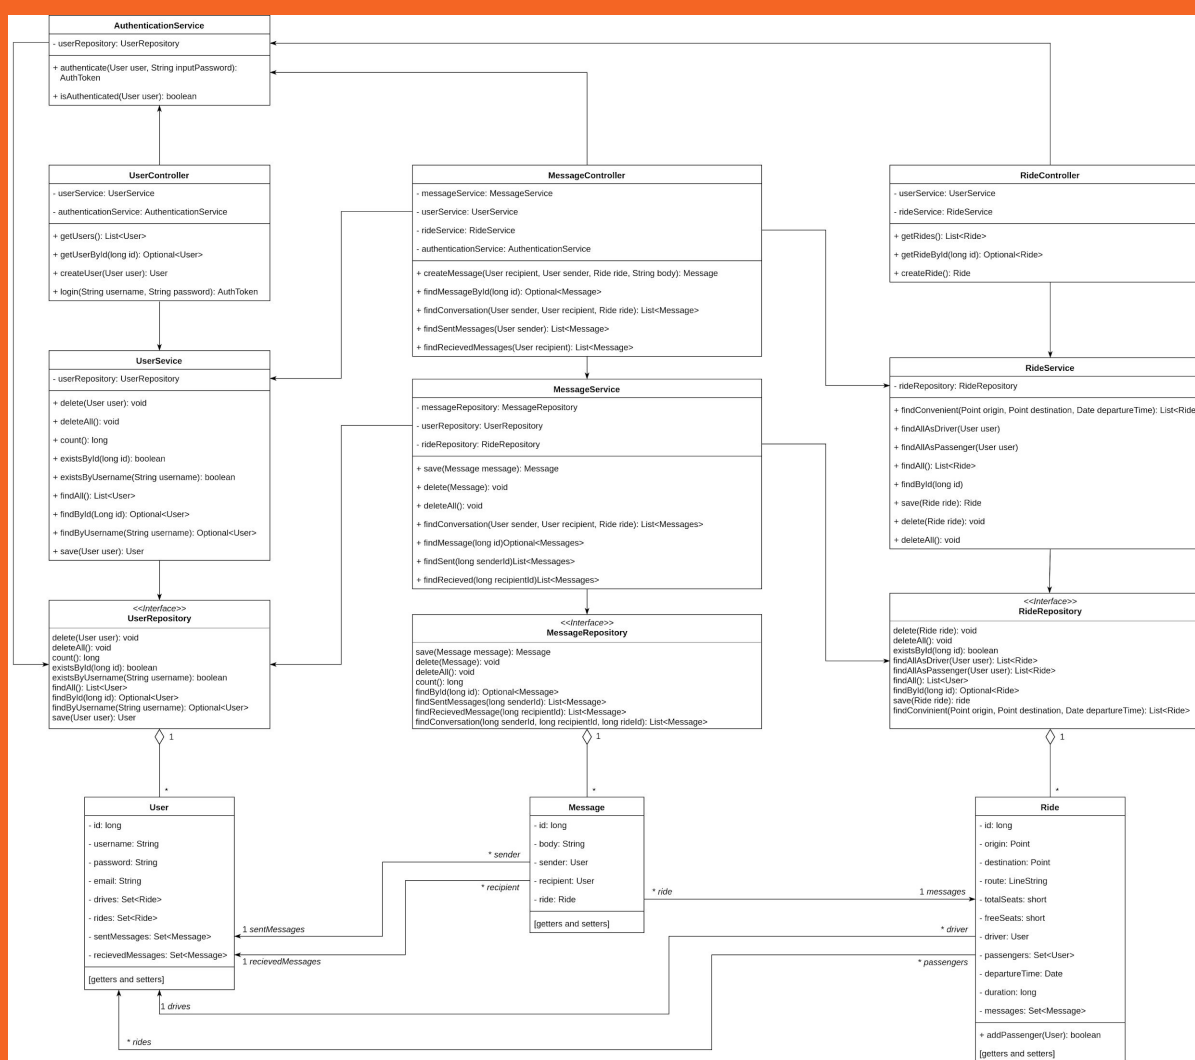 AuthenticationService
- userRepository: UserRepository
+ authenticate(User user, String inputPassword):
AuthToken
+ isAuthenticated(User user): boolean
UserController
- userService: UserService
- authenticationService: AuthenticationService
+ getUsers(): List<User>
+ getUserById(long id): Optional<User>
+ createUser(User user): User
+ login(String username, String password): AuthToken
MessageController
- messageService: MessageService
- userService: UserService
- rideService: RideService
- authenticationService: AuthenticationService
+ createMessage(User recipient, User sender, Ride ride, String body): Message
+ findMessageById(long id): Optional<Message>
+ findConversation(User sender, User recipient, Ride ride): List<Message>
+ findSentMessages(User sender): List<Message>
+ findRecievedMessages(User recipient): List<Message>
RideController
- userService: UserService
- rideService: RideService
+ getRides(): List<Ride>
+ getRideById(long id): Optional<Ride>
+ createRide(): Ride
UserSevice
- userRepository: UserRepository
+ delete(User user): void
+ deleteAll(): void
+ count(): long
+ existsById(long id): boolean
+ existsByUsername(String username): boolean
+ findAll(): List<User>
+ findById(Long id): Optional<User>
+ findByUsername(String username): Optional<User>
+ save(User user): User
MessageService
- messageRepository: MessageRepository
- userRepository: UserRepository
- rideRepository: RideRepository
+ save(Message message): Message
+ delete(Message): void
+ deleteAll(): void
+ findConversation(User sender, User recipient, Ride ride): List<Messages>
+ findMessage(long id)Optional<Messages>
+ findSent(long senderId)List<Messages>
+ findRecieved(long recipientId)List<Messages>
RideService
- rideRepository: RideRepository
+ findConvenient(Point origin, Point destination, Date departureTime): List<Ride
+ findAllAsDriver(User user)
+ findAllAsPassenger(User user)
+ findAll(): List<Ride>
+ findById(long id)
+ save(Ride ride): Ride
+ delete(Ride ride): void
+ deleteAll(): void
<<Interface>>
UserRepository
delete(User user): void
deleteAll(): void
count(): long
existsById(long id): boolean
existsByUsername(String username): boolean
findAll(): List<User>
findById(long id): Optional<User>
findByUsername(String username): Optional<User>
save(User user): User
<<Interface>>
MessageRepository
save(Message message): Message
delete(Message): void
deleteAll(): void
count(): long
findById(long id): Optional<Message>
findSentMessages(long senderId): List<Message>
findRecievedMessage(long recipientId): List<Message>
findConversation(long senderId, long recipientId, long rideId): List<Message>
<<Interface>>
RideRepository
delete(Ride ride): void
deleteAll(): void
existsById(long id): boolean
findAllAsDriver(User user): List<Ride>
findAllAsPassenger(User user): List<Ride>
findAll(): List<User>
findById(long id): Optional<Ride>
save(Ride ride): ride
findConvinient(Point origin, Point destination, Date departureTime): List<Ride>
1
*
1
*
1
*
User
- id: long
- username: String
- password: String
- email: String
- drives: Set<Ride>
- rides: Set<Ride>
- sentMessages: Set<Message>
- recievedMessages: Set<Message>
[getters and setters]
Message
- id: long
- body: String
- sender: User
- recipient: User
- ride: Ride
[getters and setters]
Ride
- id: long
- origin: Point
- destination: Point
- route: LineString
- totalSeats: short
- freeSeats: short
- driver: User
- passengers: Set<User>
- departureTime: Date
- duration: long
- messages: Set<Message>
+ addPassenger(User): boolean
[getters and setters]
* sender
* recipient
1 sentMessages
1 recievedMessages
* ride
1 messages
* driver
* passengers
1 drives
* rides